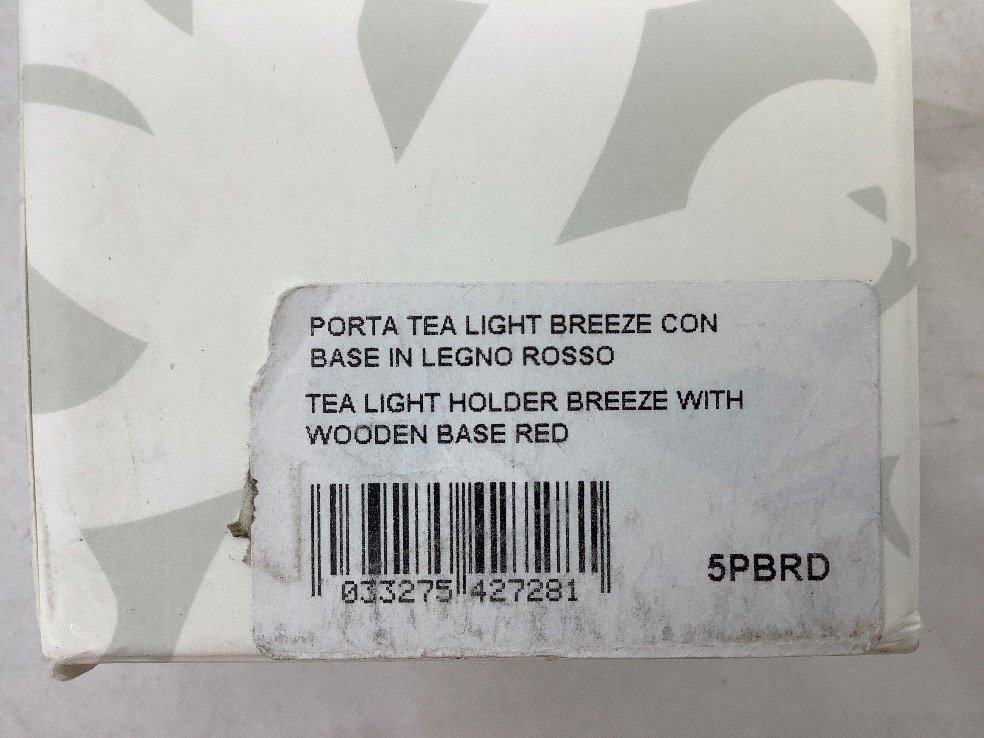 PORTA TEA LIGHT BREEZE CON
BASE IN LEGNO ROSSO
TEA LIGHT HOLDER BREEZE WITH
WOODEN BASE RED
033275 427281
5PBRD